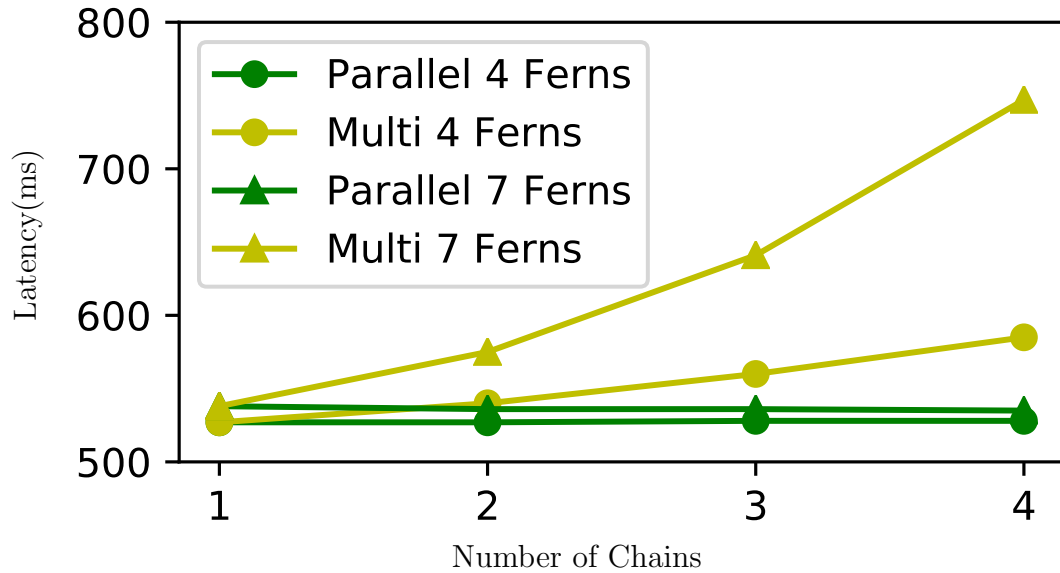 800
700
600
500
Latency(ms)
Parallel 4 Ferns
Multi 4 Ferns
Parallel 7 Ferns
Multi 7 Ferns
1 2 3 4
Number of Chains